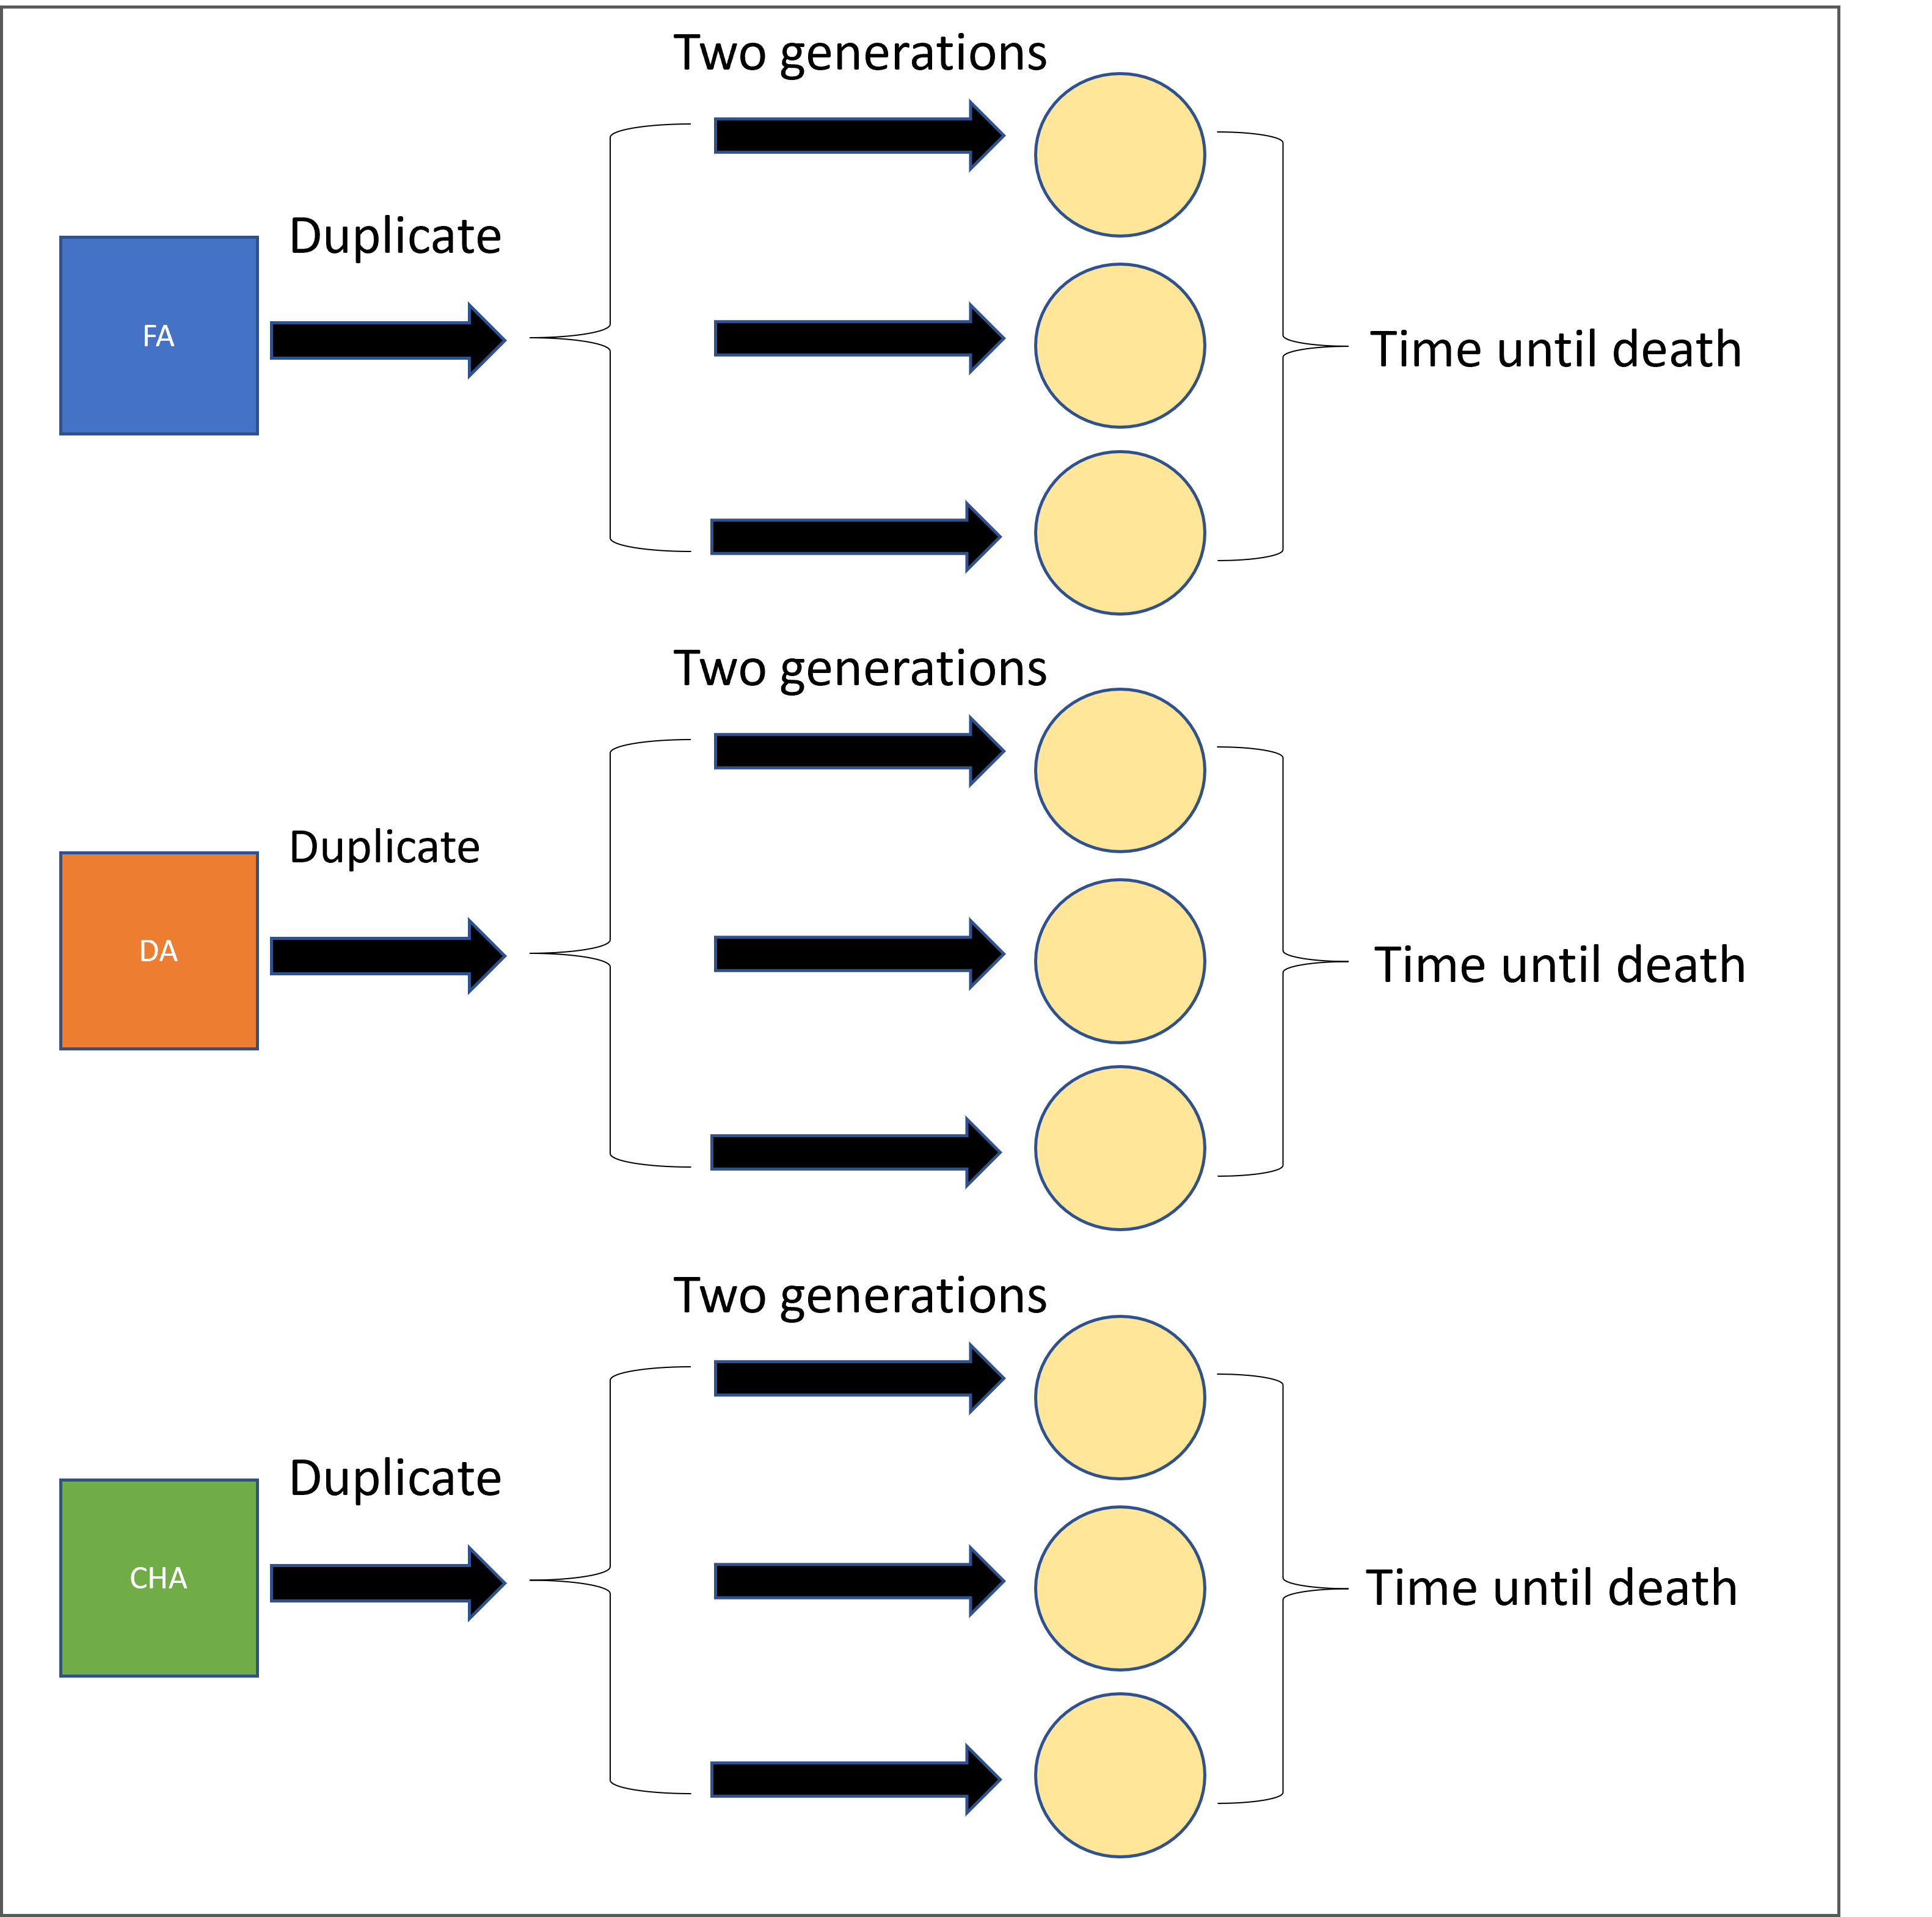 Two generations
Duplicate
FA
Time until death
Two generations
Duplicate
DA
Time until death
Two generations
Duplicate
CHA
Time until death